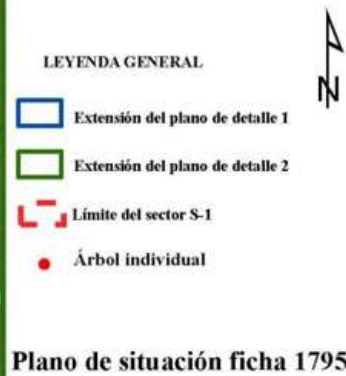 N
LEYENDA GENERAL
Extensión del plano de detalle 1
Extensión del plano de detalle 2
Límite del sector S-1
Árbol individual
Plano de situación ficha 1795